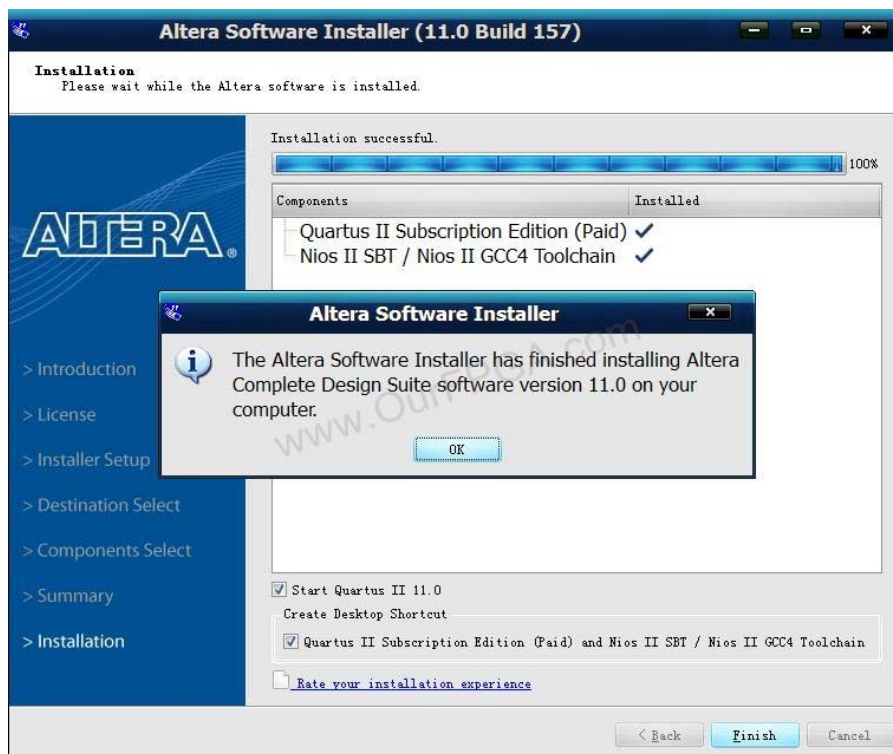 Altera Software Installer (11.0 Build 157)
Installation
Please wait while the Altera software is installed.
Installation successful.
100%
Components Installed
Quartus II Subscription Edition (Paid)
Nios II SBT / Nios II GCC4 Toolchain
ALTERA®
Altera Software Installer
The Altera Software Installer has finished installing Altera
Complete Design Suite software version 11.0 on your
computer.
www.OurFPGA.com
OK
> Introduction
> License
> Installer Setup
> Destination Select
> Components Select
> Summary
> Installation
Start Quartus II 11.0
Create Desktop Shortcut
Quartus II Subscription Edition (Paid) and Nios II SBT / Nios II GCC4 Toolchain
Rate your installation experience
< Back Finish Cancel